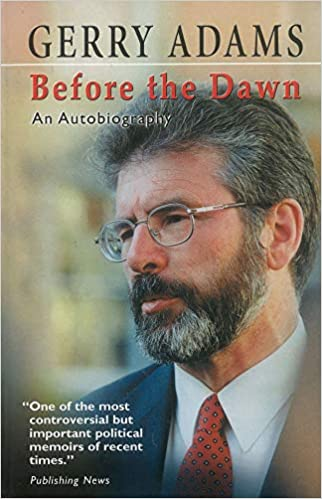 GERRY ADAMS
Before the Dawn
An Autobiography
“One of the most
controversial but
important political
memoirs of recent
times.”
Publishing News